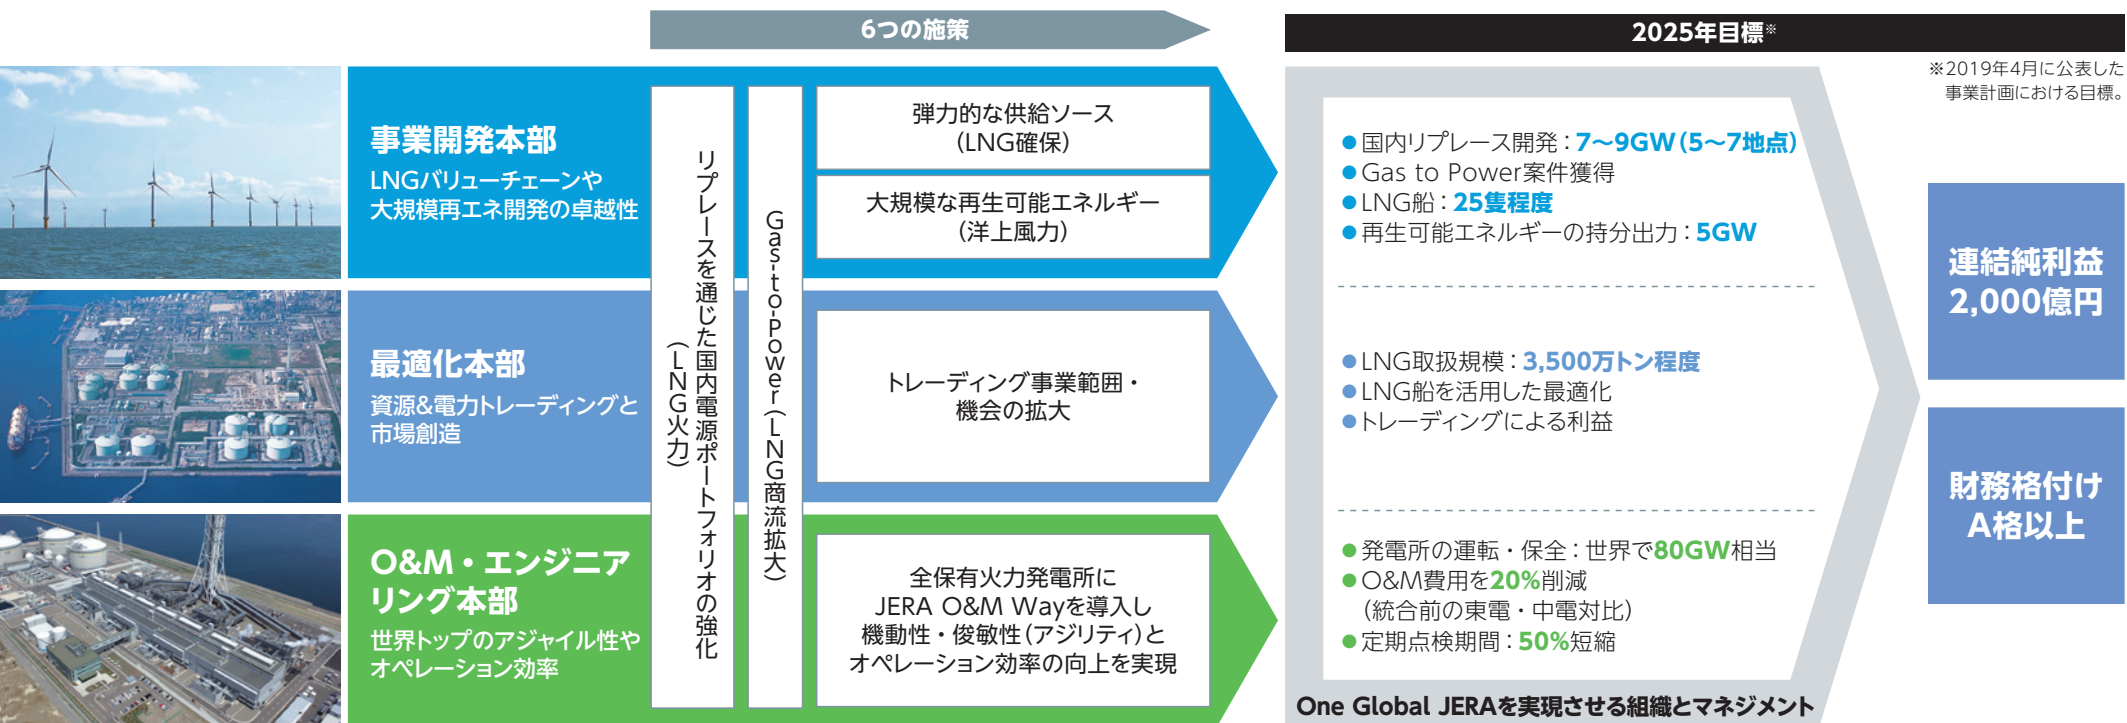 6つの施策
2025年目標※
※2019年4月に公表した
事業計画における目標。
事業開発本部
LNGバリューチェーンや
大規模再エネ開発の卓越性
最適化本部
資源&電力トレーディングと
市場創造
O&M・エンジニア
リング本部
世界トップのアジャイル性や
オペレーション効率
リプレースを通じた国内電源ポートフォリオの強化
（LNG火力）
Gas-to-Power（LNG商流拡大）
弾力的な供給ソース
（LNG確保）
大規模な再生可能エネルギー
（洋上風力）
トレーディング事業範囲・
機会の拡大
全保有火力発電所に
JERA O&M Wayを導入し
機動性・俊敏性（アジリティ）と
オペレーション効率の向上を実現
●国内リプレース開発：7～9GW（5～7地点）
●Gas to Power案件獲得
●LNG船：25隻程度
●再生可能エネルギーの持分出力：5GW
●LNG取扱規模：3,500万トン程度
●LNG船を活用した最適化
●トレーディングによる利益
●発電所の運転・保全：世界で80GW相当
●O&M費用を20%削減
（統合前の東電・中電対比）
●定期点検期間：50%短縮
One Global JERAを実現させる組織とマネジメント
連結純利益
2,000億円
財務格付け
A格以上